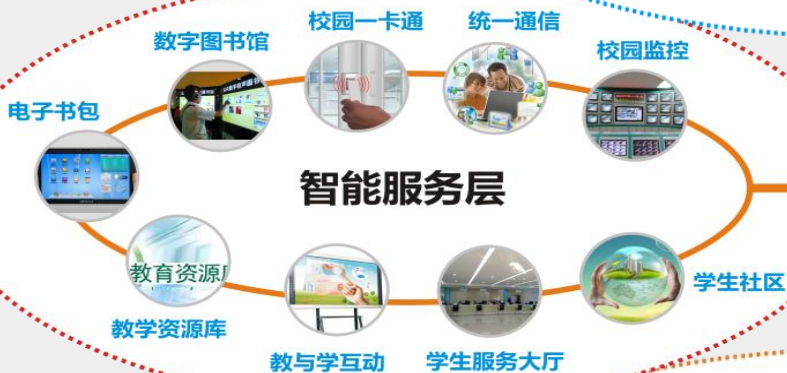 校园一卡通
统一通信
数字图书馆
校园监控
电子书包
智能服务层
教育资源
学生社区
教学资源库
教与学互动
学生服务大厅